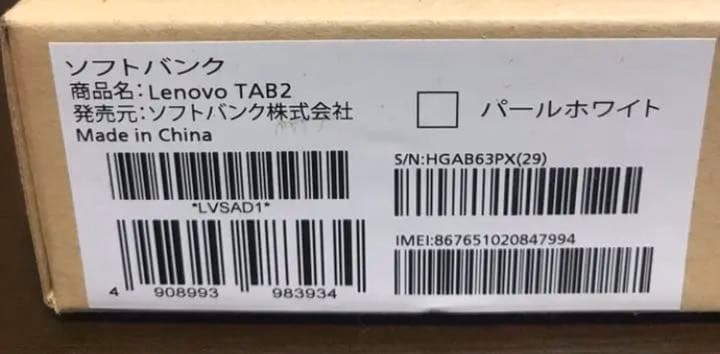 ソフトバンク
商品名:Lenovo TAB2
発売元:ソフトバンク株式会社
Made in China
パールホワイト
*LVSAD1*
4 908993 983934
S/N:HGAB63PX(29)
IMEI:867651020847994